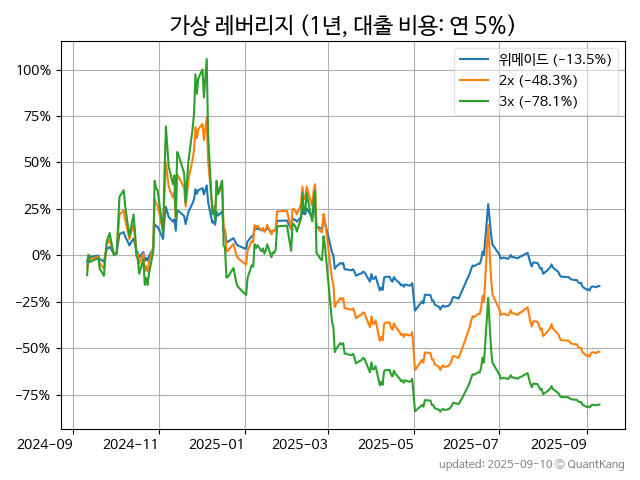 가상 레버리지 (1년, 대출 비용: 연 5%)
위메이드 (-13.5%)
2x (-48.3%)
3x (-78.1%)
100%
75%
50%
25%
0%
−25%
−50%
−75%
2024-09 2024-11 2025-01 2025-03 2025-05 2025-07 2025-09
updated: 2025-09-10 © QuantKang